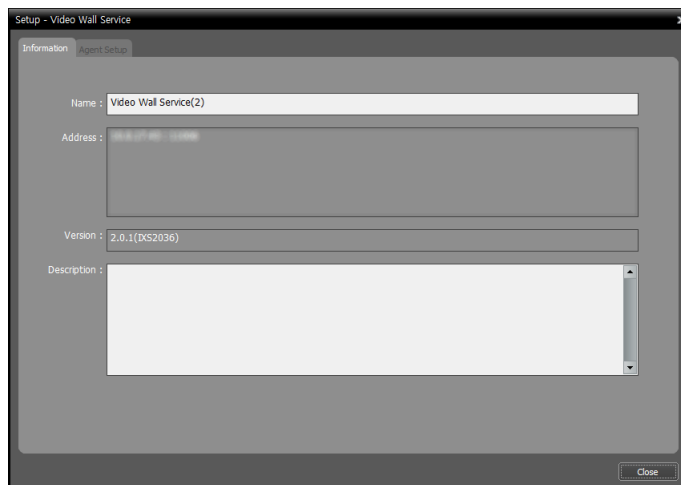 Setup - Video Wall Service
Information Agent Setup
Name : Video Wall Service(2)
Address :
Version : 2.0.1(IXS2036)
Description :
Close